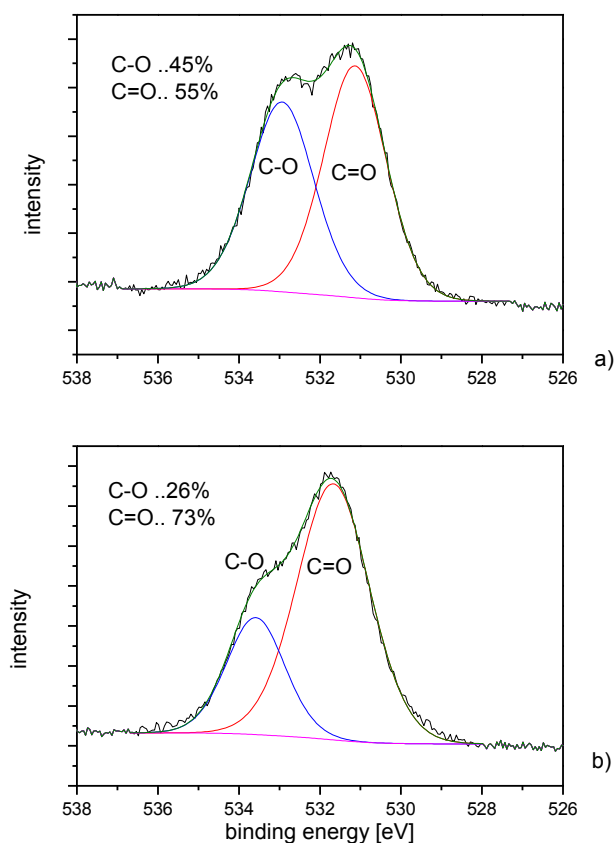 C-O ..45%
C=O.. 55%
C-O
C=O
intensity
538 536 534 532 530 528 526
a)
C-O ..26%
C=O.. 73%
C-O
C=O
intensity
538 536 534 532 530 528 526
binding energy [eV]
b)